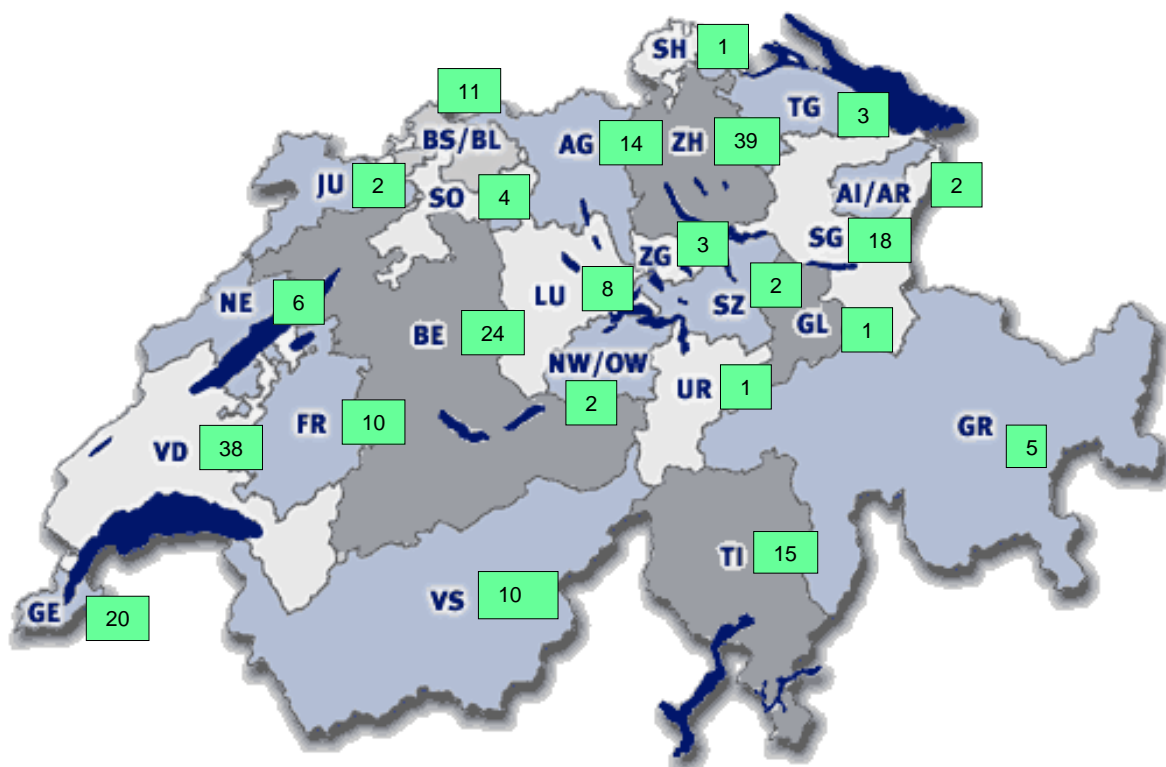 SH 1
11
TG 3
BS/BL
AG 14 ZH 39
JU 2
SO 4
AI/AR 2
SG 18
ZG 3
NE 6
LU 8
SZ 2
BE 24
GL 1
NW/OW
UR 1
2
FR 10
GR 5
VD 38
TI 15
VS 10
GE 20